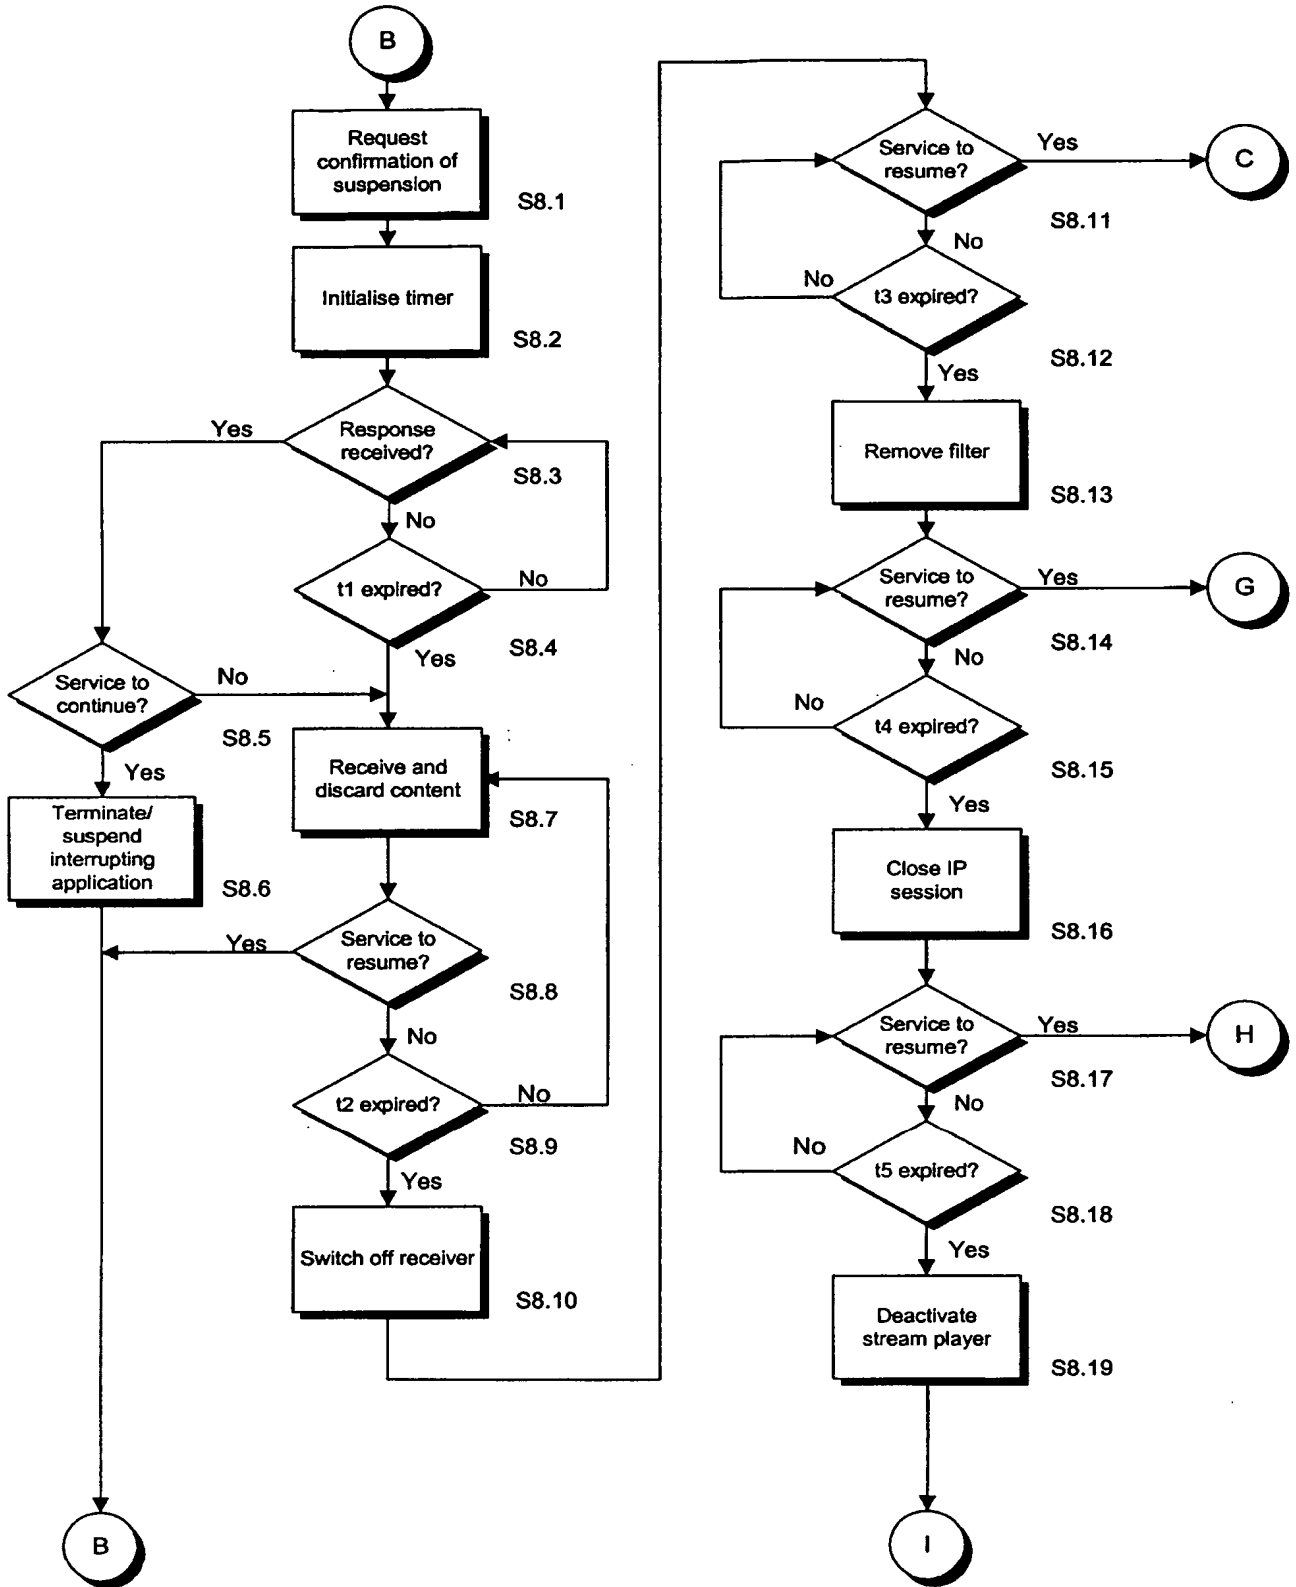 B
Request
confirmation of
suspension
S8.1
Initialise timer
S8.2
Response
received?
Yes
S8.3
No
t1 expired?
No
S8.4
Yes
Service to
continue?
No
S8.5
Yes
Terminate/
suspend
interrupting
application
S8.6
Receive and
discard content
S8.7
Service to
resume?
Yes
S8.8
No
t2 expired?
No
S8.9
Yes
Switch off receiver
S8.10
B
Service to
resume?
Yes
C
S8.11
No
t3 expired?
No
S8.12
Yes
Remove filter
S8.13
Service to
resume?
Yes
G
S8.14
No
t4 expired?
No
S8.15
Yes
Close IP
session
S8.16
Service to
resume?
Yes
H
S8.17
No
t5 expired?
No
S8.18
Yes
Deactivate
stream player
S8.19
I